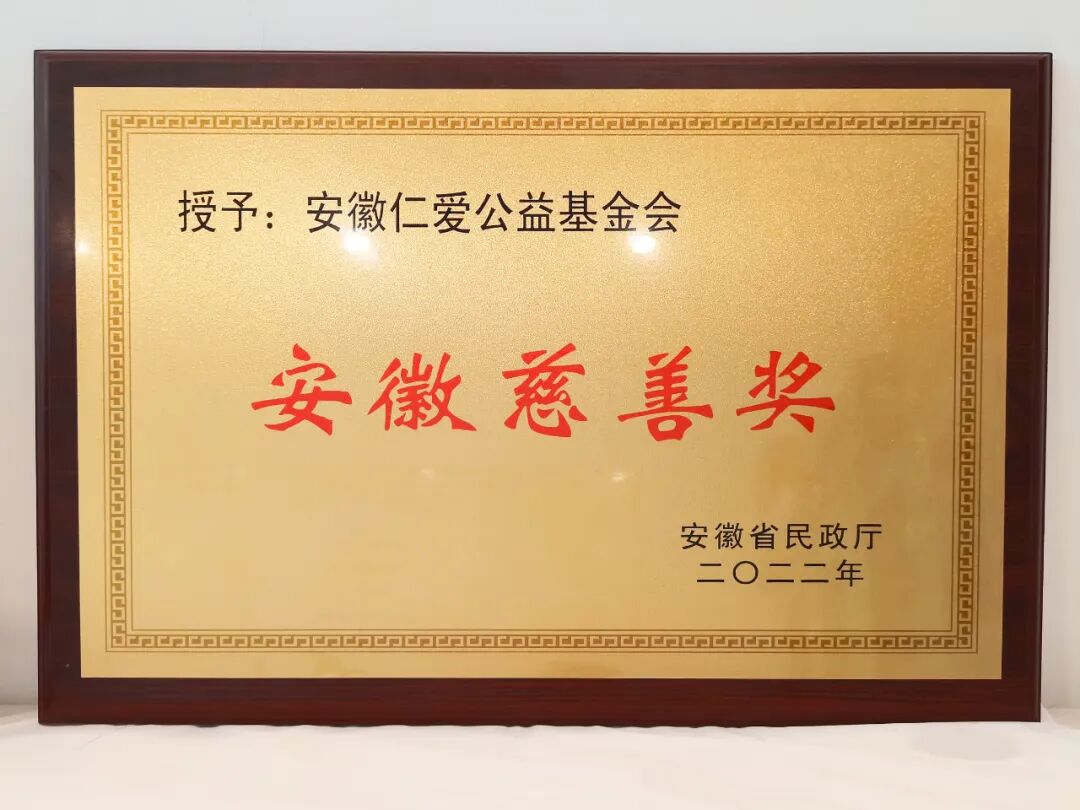 授予：安徽仁爱公益基金会
安徽慈善奖
安徽省民政厅
二〇二二年